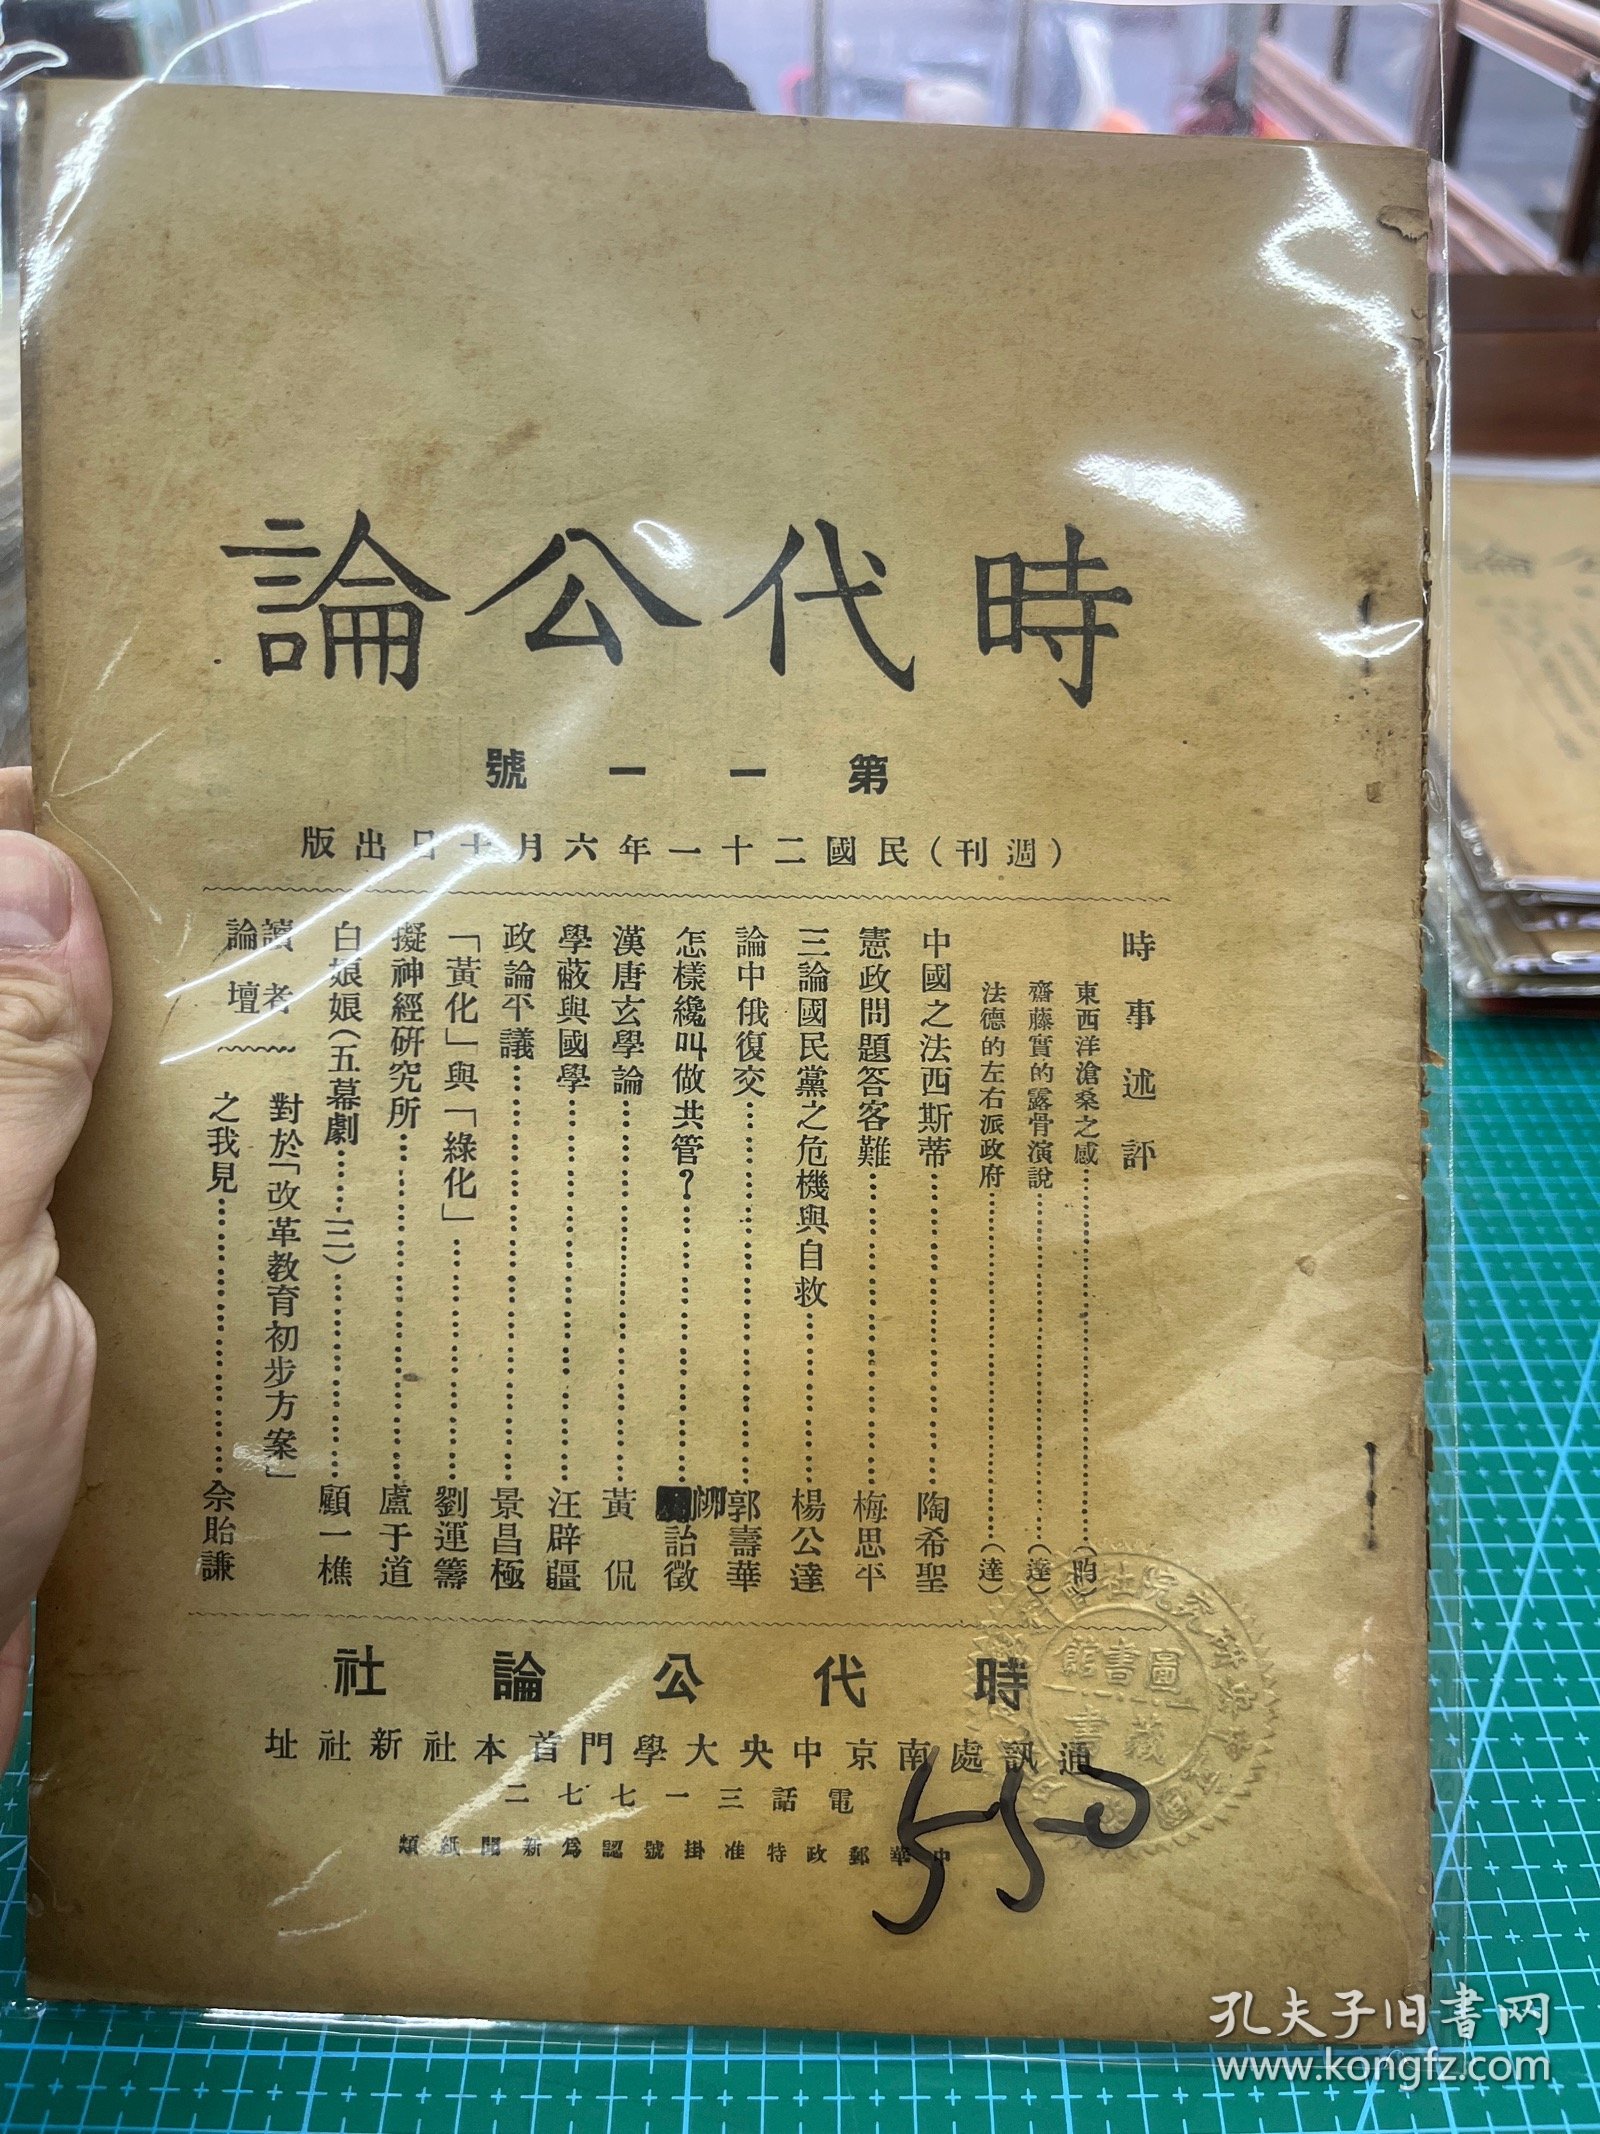 時代公論
第一一號
（週刊）民國二十一年六月十日出版
時事述評
東西洋滄桑之感……（昀）
齋藤實的露骨演說……（達）
法德的左右派政府……（達）
中國之法西斯蒂……陶希聖
憲政問題答客難……梅思平
三論國民黨之危機與自救……楊公達
論中俄復交……郭壽華
怎樣纔叫做共管？……柳詒徵
漢唐玄學論……黃侃
學蔽與國學……汪辟疆
政論平議……景昌極
「黃化」與「綠化」……劉運籌
擬神經研究所……盧于道
白娘娘（五幕劇……三）……顧一樵
讀者論壇
對於「改革教育初步方案」
之我見……佘貽謙
時代公論社
通訊處南京中央大學門首本社新社址
電話三一七七二
中華郵政特准掛號認爲新聞紙類
圖書館
藏書
550
孔夫子旧書网
www.kongfz.com